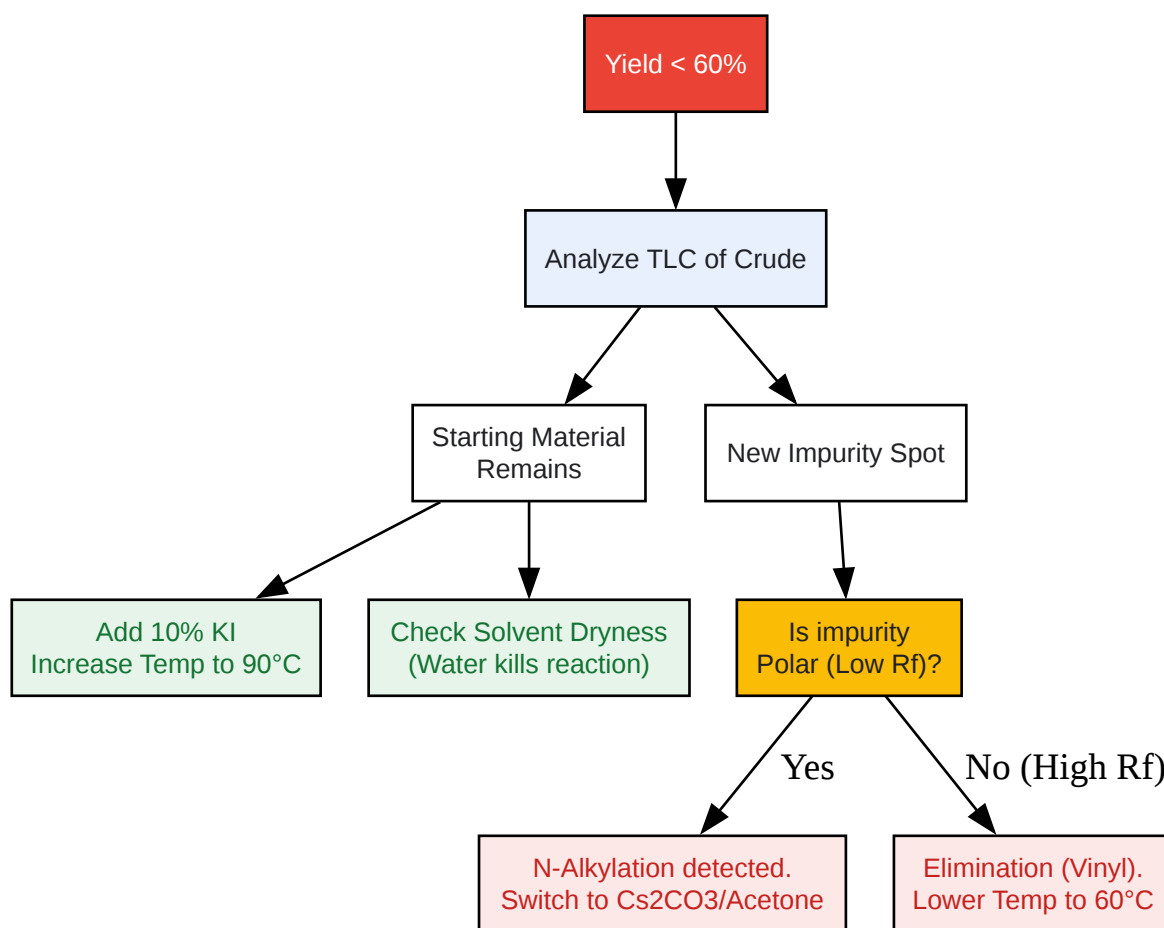 Yield < 60%
Analyze TLC of Crude
Starting Material
Remains
New Impurity Spot
Add 10% KI
Increase Temp to 90°C
Check Solvent Dryness
(Water kills reaction)
Is impurity
Polar (Low Rf)?
Yes
No (High Rf)
N-Alkylation detected.
Switch to Cs2CO3/Acetone
Elimination (Vinyl).
Lower Temp to 60°C